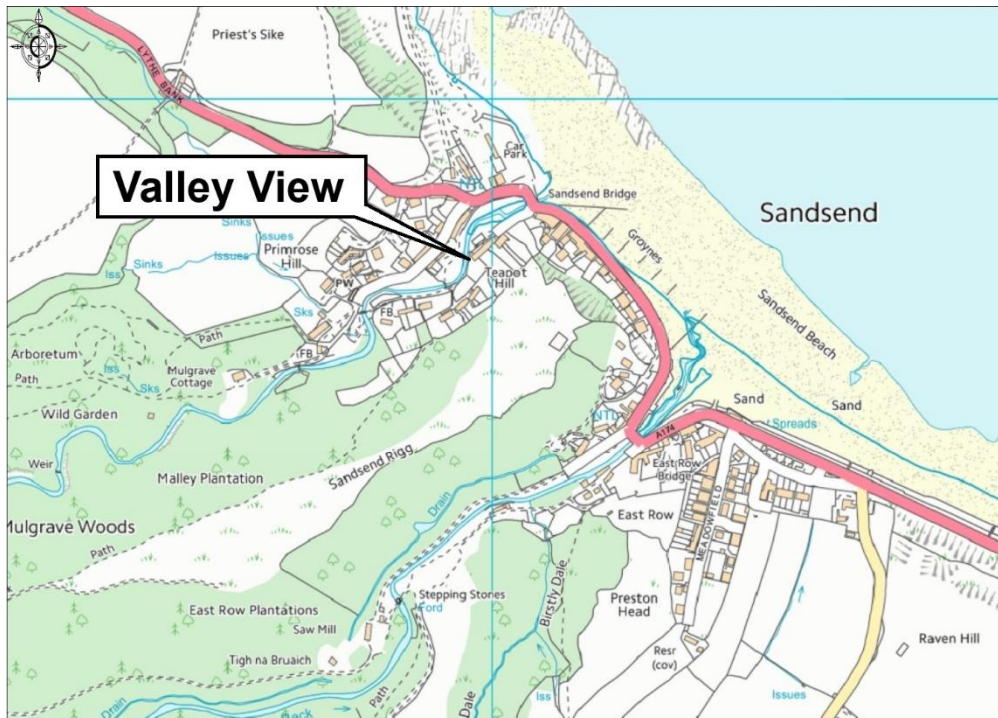 Priest's Sike
LYTHE BANK
Car
Park
NTL
Sandsend Bridge
Valley View
Sandsend
Sinks
Issues
Groynes
Primrose
Hill
Issues
Sinks
Iss
Teapot
Hill
PW
Sks
FB
Sandsend Beach
Path
Arboretum
FB
Iss
Mulgrave
Cottage
Path
Sks
Wild Garden
Sand
Sand
NTL
A174
Spreads
Weir
Sandsend Rigg
East Row
Bridge
Malley Plantation
Drain
MEADOWFIELD
Mulgrave Woods
East Row
Path
Birstly Dale
Stepping Stones
Ford
Preston
Head
East Row Plantations
Saw Mill
Raven Hill
Resr
(cov)
Tigh na Bruaich
Path
Iss
Issues
Drain
Dale